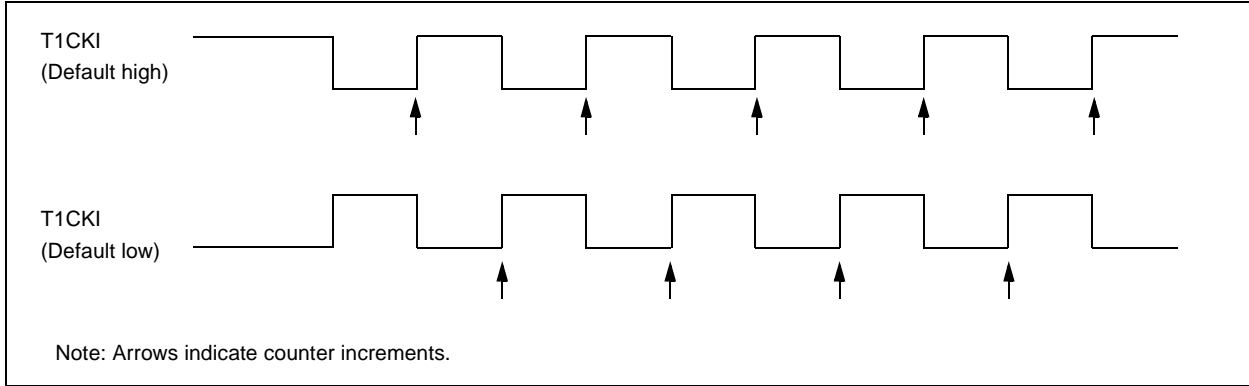 T1CKI
(Default high)
T1CKI
(Default low)
Note: Arrows indicate counter increments.